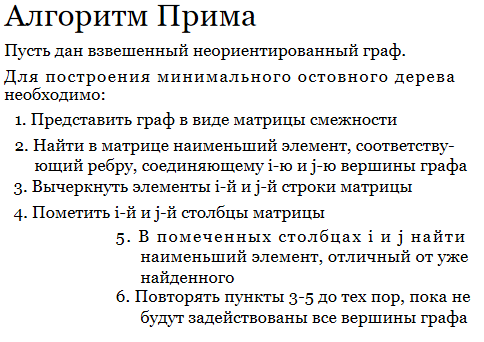 Алгоритм Прима
Пусть дан взвешенный неориентированный граф.
Для построения минимального остовного дерева
необходимо:
1. Представить граф в виде матрицы смежности
2. Найти в матрице наименьший элемент, соответству-
ющий ребру, соединяющему i-ю и j-ю вершины графа
3. Вычеркнуть элементы i-й и j-й строки матрицы
4. Пометить i-й и j-й столбцы матрицы
5. В помеченных столбцах i и j найти
наименьший элемент, отличный от уже
найденного
6. Повторять пункты 3-5 до тех пор, пока не
будут задействованы все вершины графа